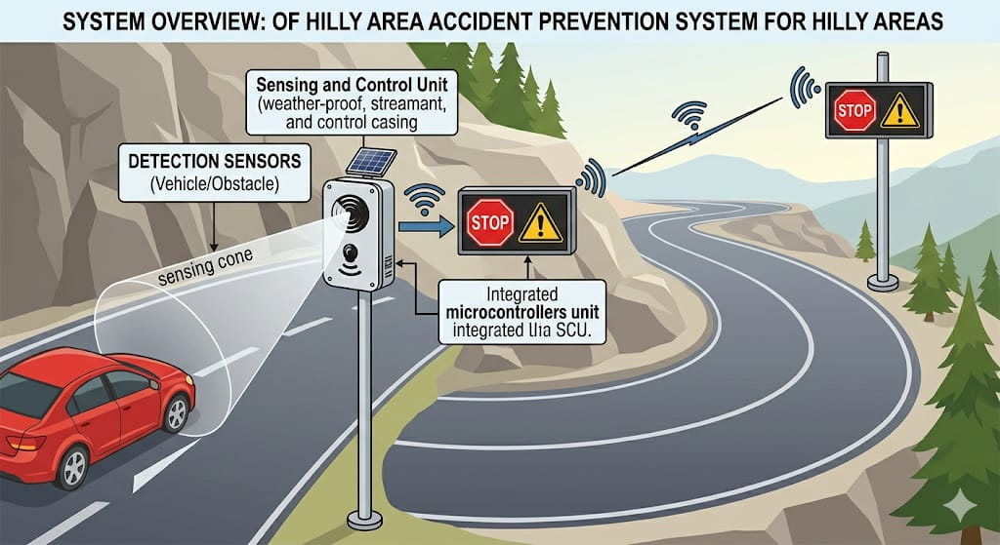 SYSTEM OVERVIEW: OF HILLY AREA ACCIDENT PREVENTION SYSTEM FOR HILLY AREAS
Sensing and Control Unit
(weather-proof, streamant,
and control casing
DETECTION SENSORS
(Vehicle/Obstacle)
sensing cone
STOP
STOP
Integrated
microcontrollers unit
integrated SCU.